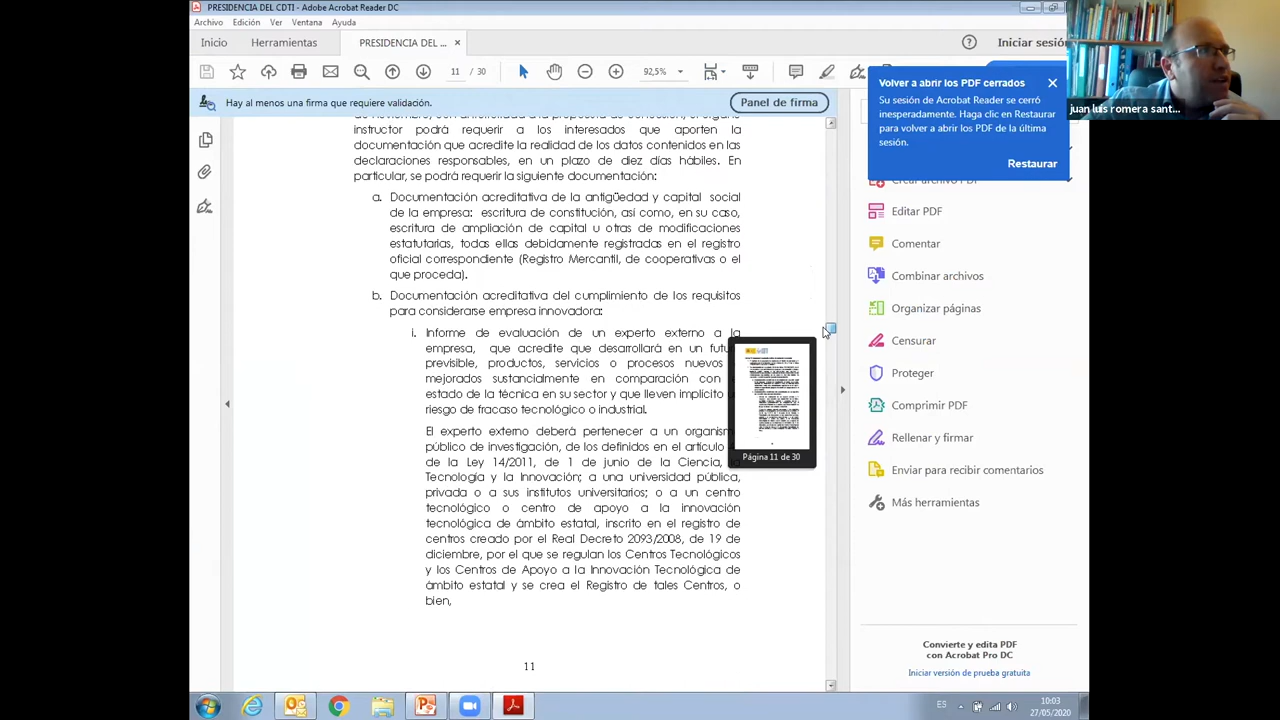 PRESIDENCIA DEL CDTI - Adobe Acrobat Reader DC
Archivo Edición Ver Ventana Ayuda
Inicio Herramientas PRESIDENCIA DEL ... × Iniciar sesión
11 / 30 92,5%
Hay al menos una firma que requiere validación. Panel de firma
instructor podrá requerir a los interesados que aporten la
documentación que acredite la realidad de los datos contenidos en las
declaraciones responsables, en un plazo de diez días hábiles. En
particular, se podrá requerir la siguiente documentación:
a. Documentación acreditativa de la antigüedad y capital social
de la empresa: escritura de constitución, así como, en su caso,
escritura de ampliación de capital u otras de modificaciones
estatutarias, todas ellas debidamente registradas en el registro
oficial correspondiente (Registro Mercantil, de cooperativas o el
que proceda).
b. Documentación acreditativa del cumplimiento de los requisitos
para considerarse empresa innovadora:
i. Informe de evaluación de un experto externo a la
empresa, que acredite que desarrollará en un futu
previsible, productos, servicios o procesos nuevos
mejorados sustancialmente en comparación con
estado de la técnica en su sector y que lleven implícito
riesgo de fracaso tecnológico o industrial.
El experto externo deberá pertenecer a un organism
público de investigación, de los definidos en el artículo
de la Ley 14/2011, de 1 de junio de la Ciencia,
Tecnología y la Innovación; a una universidad pública,
privada o a sus institutos universitarios; o a un centro
tecnológico o centro de apoyo a la innovación
tecnológica de ámbito estatal, inscrito en el registro de
centros creado por el Real Decreto 2093/2008, de 19 de
diciembre, por el que se regulan los Centros Tecnológicos
y los Centros de Apoyo a la Innovación Tecnológica de
ámbito estatal y se crea el Registro de tales Centros, o
bien,
11
Página 11 de 30
Volver a abrir los PDF cerrados
Su sesión de Acrobat Reader se cerró
inesperadamente. Haga clic en Restaurar
para volver a abrir los PDF de la última
sesión.
Restaurar
juan luis romera sant...
Crear archivo PDF
Editar PDF
Comentar
Combinar archivos
Organizar páginas
Censurar
Proteger
Comprimir PDF
Rellenar y firmar
Enviar para recibir comentarios
Más herramientas
Convierte y edita PDF
con Acrobat Pro DC
Iniciar versión de prueba gratuita
ES
10:03
27/05/2020